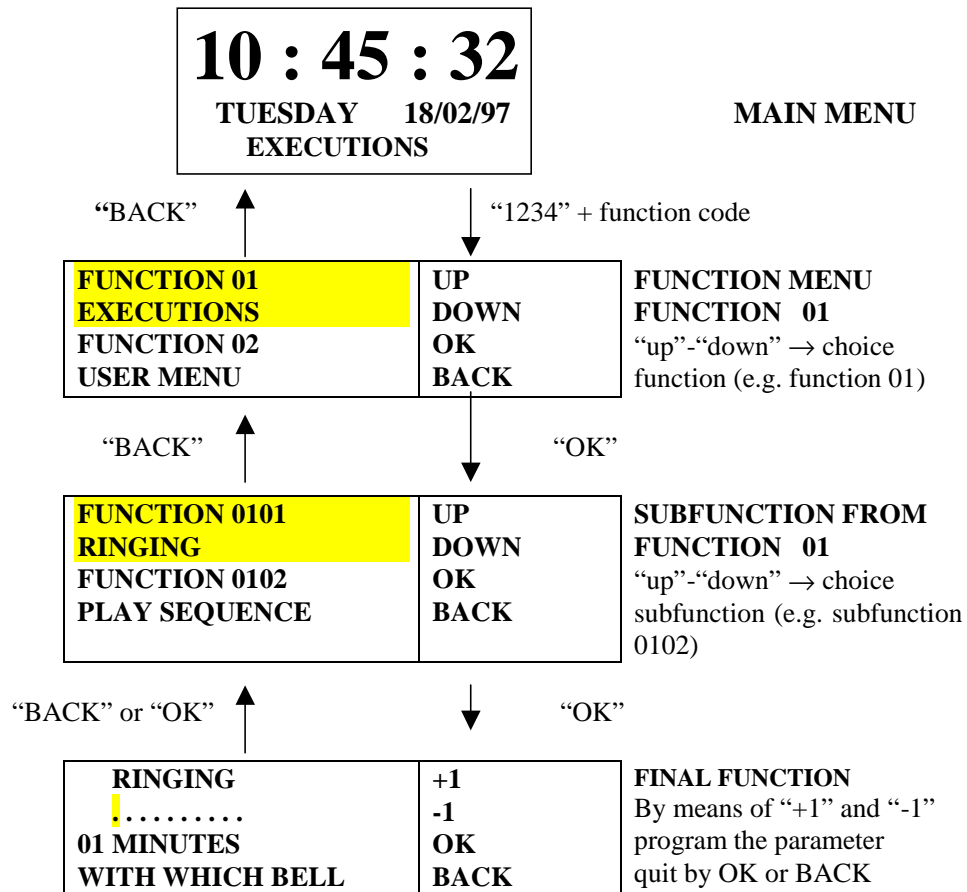 10 : 45 : 32
TUESDAY 18/02/97
EXECUTIONS
MAIN MENU
“BACK”
“1234” + function code
FUNCTION 01
EXECUTIONS
FUNCTION 02
USER MENU
UP
DOWN
OK
BACK
FUNCTION MENU
FUNCTION 01
“up”-“down” → choice
function (e.g. function 01)
“BACK”
“OK”
FUNCTION 0101
RINGING
FUNCTION 0102
PLAY SEQUENCE
UP
DOWN
OK
BACK
SUBFUNCTION FROM
FUNCTION 01
“up”-“down” → choice
subfunction (e.g. subfunction
0102)
“BACK” or “OK”
“OK”
RINGING
. . . . . . . . . .
01 MINUTES
WITH WHICH BELL
+1
-1
OK
BACK
FINAL FUNCTION
By means of “+1” and “-1”
program the parameter
quit by OK or BACK